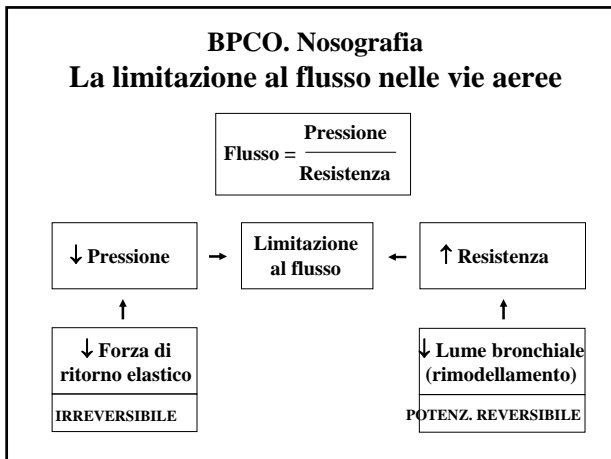 BPCO. Nosografia
La limitazione al flusso nelle vie aeree
Flusso = Pressione
Resistenza
↓ Pressione
→
Limitazione
al flusso
←
↑ Resistenza
↑
↑
↓ Forza di
ritorno elastico
IRREVERSIBILE
↓ Lume bronchiale
(rimodellamento)
POTENZ. REVERSIBILE